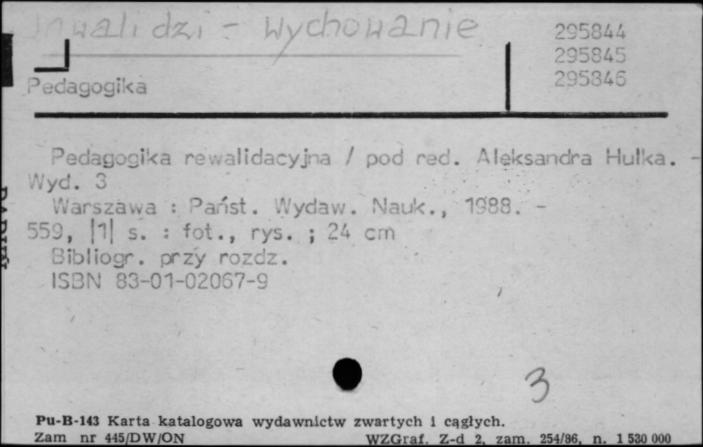 Inwalidzi - wychowanie
295844
295845
295846
Pedagogika
Pedagogika rewalidacyjna / pod red. Aleksandra Hulka. -
Wyd. 3
Warszawa : Państ. Wydaw. Nauk., 1988. -
559, |1| s. : fot., rys. ; 24 cm
Bibliogr. przy rozdz.
ISBN 83-01-02067-9
3
Pu-B-143 Karta katalogowa wydawnictw zwartych i ciągłych.
Zam nr 445/DW/ON WZGraf. Z-d 2, zam. 254/86, n. 1 530 000